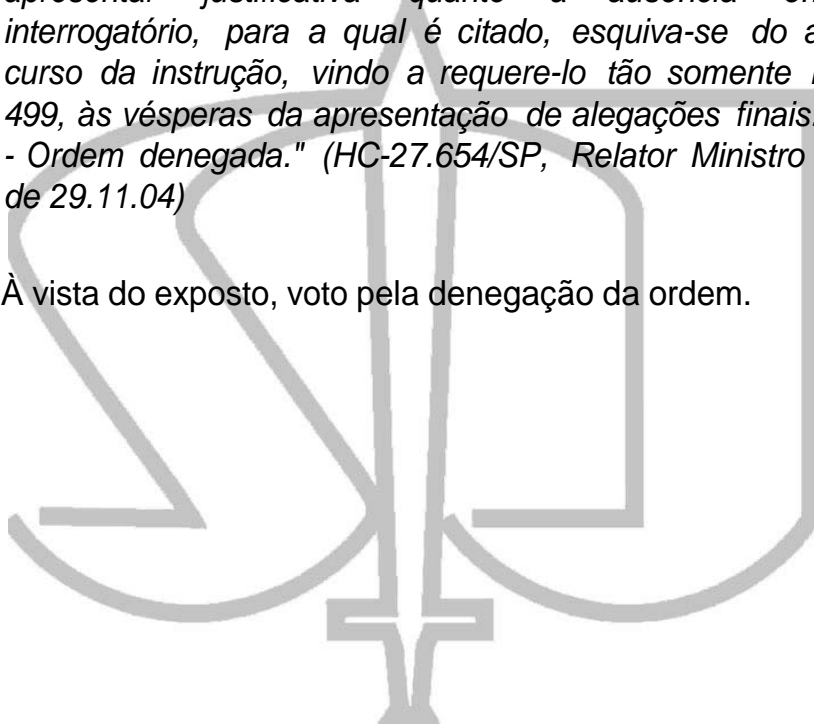 apresentar justificativa quanto à ausência
interrogatório, para a qual é citado, esquiva-se do
curso da instrução, vindo a requere-lo tão somente
499, às vésperas da apresentação de alegações finais.
- Ordem denegada." (HC-27.654/SP, Relator Ministro
de 29.11.04)
À vista do exposto, voto pela denegação da ordem.